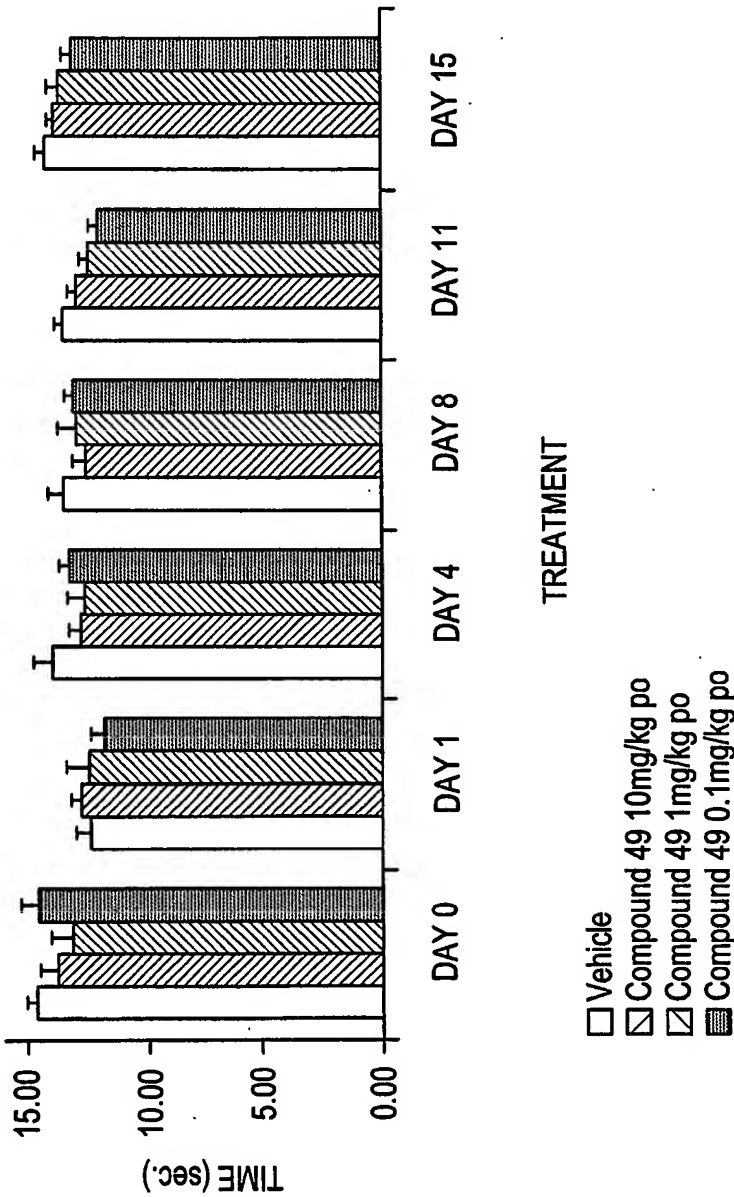 TIME (sec.)
15.00
10.00
5.00
0.00
DAY 0
DAY 1
DAY 4
DAY 8
DAY 11
DAY 15
TREATMENT
Vehicle
Compound 49 10mg/kg po
Compound 49 1mg/kg po
Compound 49 0.1mg/kg po